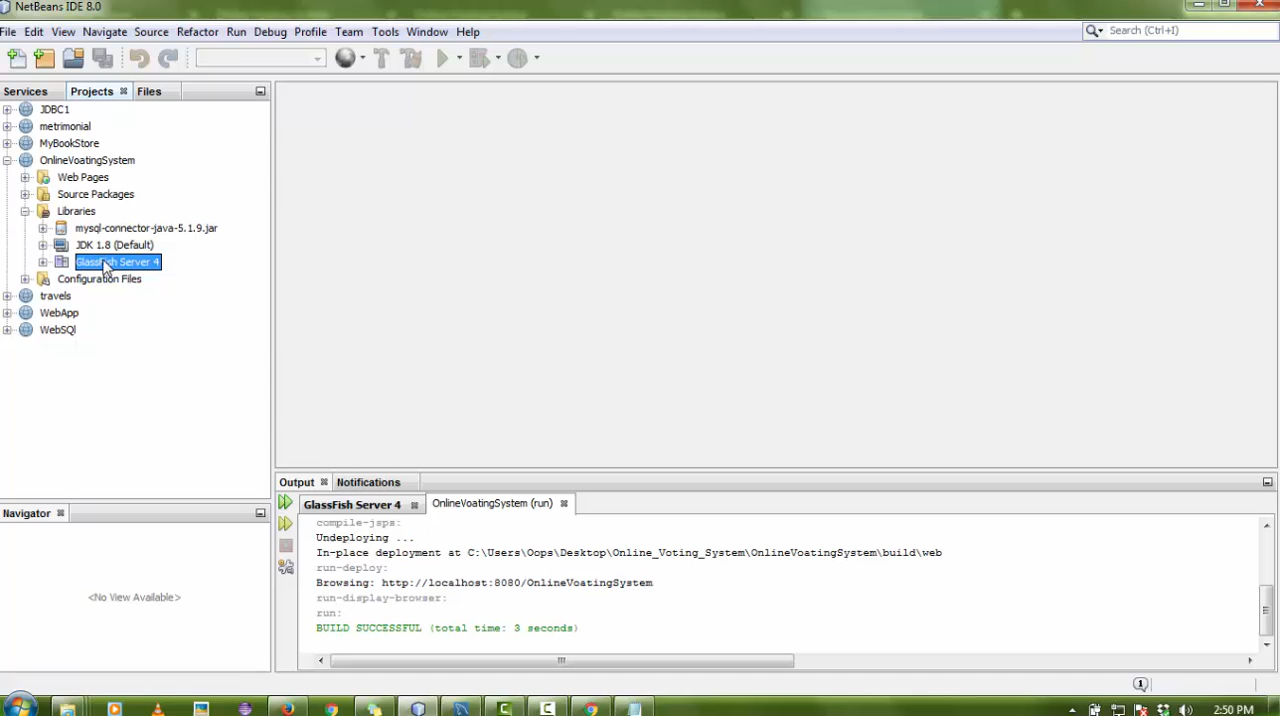 NetBeans IDE 8.0
File Edit View Navigate Source Refactor Run Debug Profile Team Tools Window Help
Search (Ctrl+I)
Services Projects Files
JDBC1
metrimonial
MyBookStore
OnlineVoatingSystem
Web Pages
Source Packages
Libraries
mysql-connector-java-5.1.9.jar
JDK 1.8 (Default)
GlassFish Server 4
Configuration Files
travels
WebApp
WebSQl
Navigator
<No View Available>
Output Notifications
GlassFish Server 4 OnlineVoatingSystem (run)
compile-jsps:
Undeploying ...
In-place deployment at C:\Users\Oops\Desktop\Online_Voting_System\OnlineVoatingSystem\build\web
run-deploy:
Browsing: http://localhost:8080/OnlineVoatingSystem
run-display-browser:
run:
BUILD SUCCESSFUL (total time: 3 seconds)
1
2:50 PM